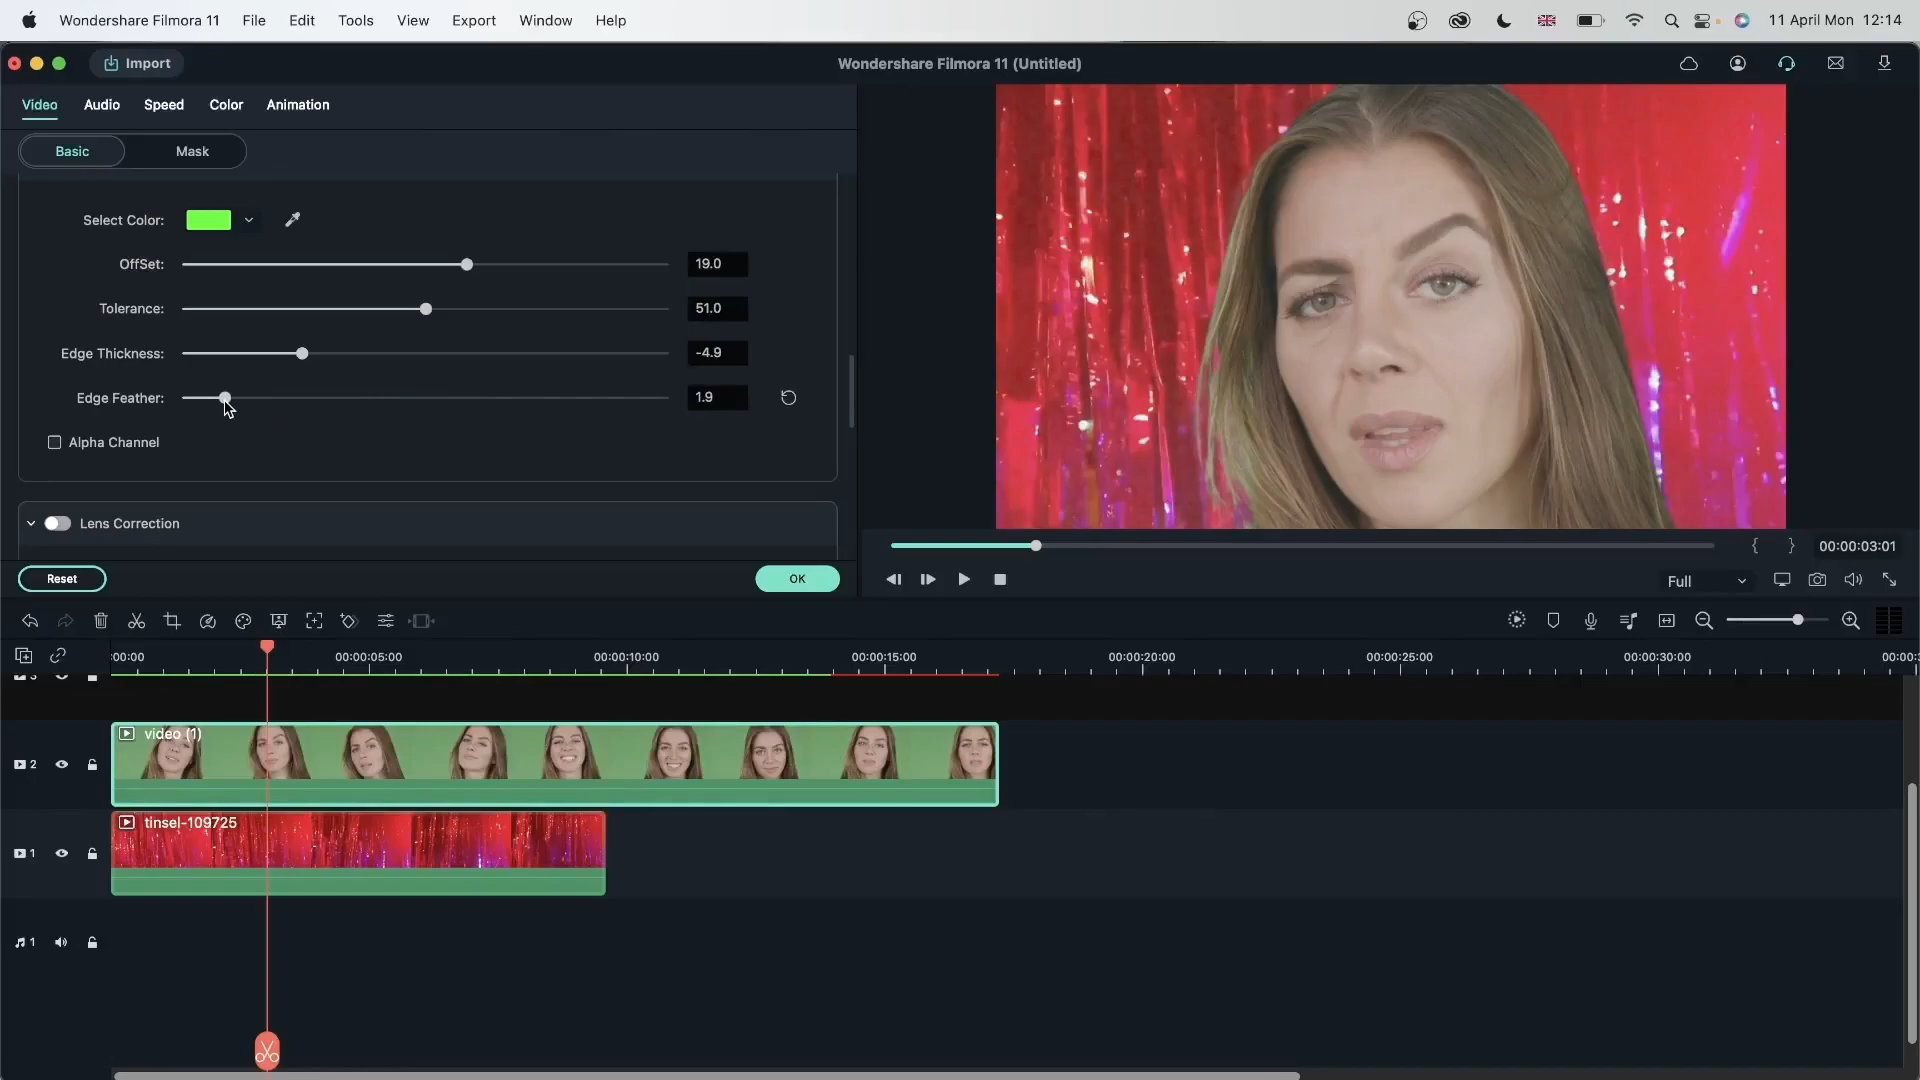 Wondershare Filmora 11 File Edit Tools View Export Window Help 11 April Mon 12:14
Import Wondershare Filmora 11 (Untitled)
Video Audio Speed Color Animation
Basic Mask
Select Color:
OffSet: 19.0
Tolerance: 51.0
Edge Thickness: -4.9
Edge Feather: 1.9
Alpha Channel
Lens Correction
{ } 00:00:03:01
Reset OK
Full
:00:00 00:00:05:00 00:00:10:00 00:00:15:00 00:00:20:00 00:00:25:00 00:00:30:00 00:00:3
3
video (1)
2
tinsel-109725
1
1